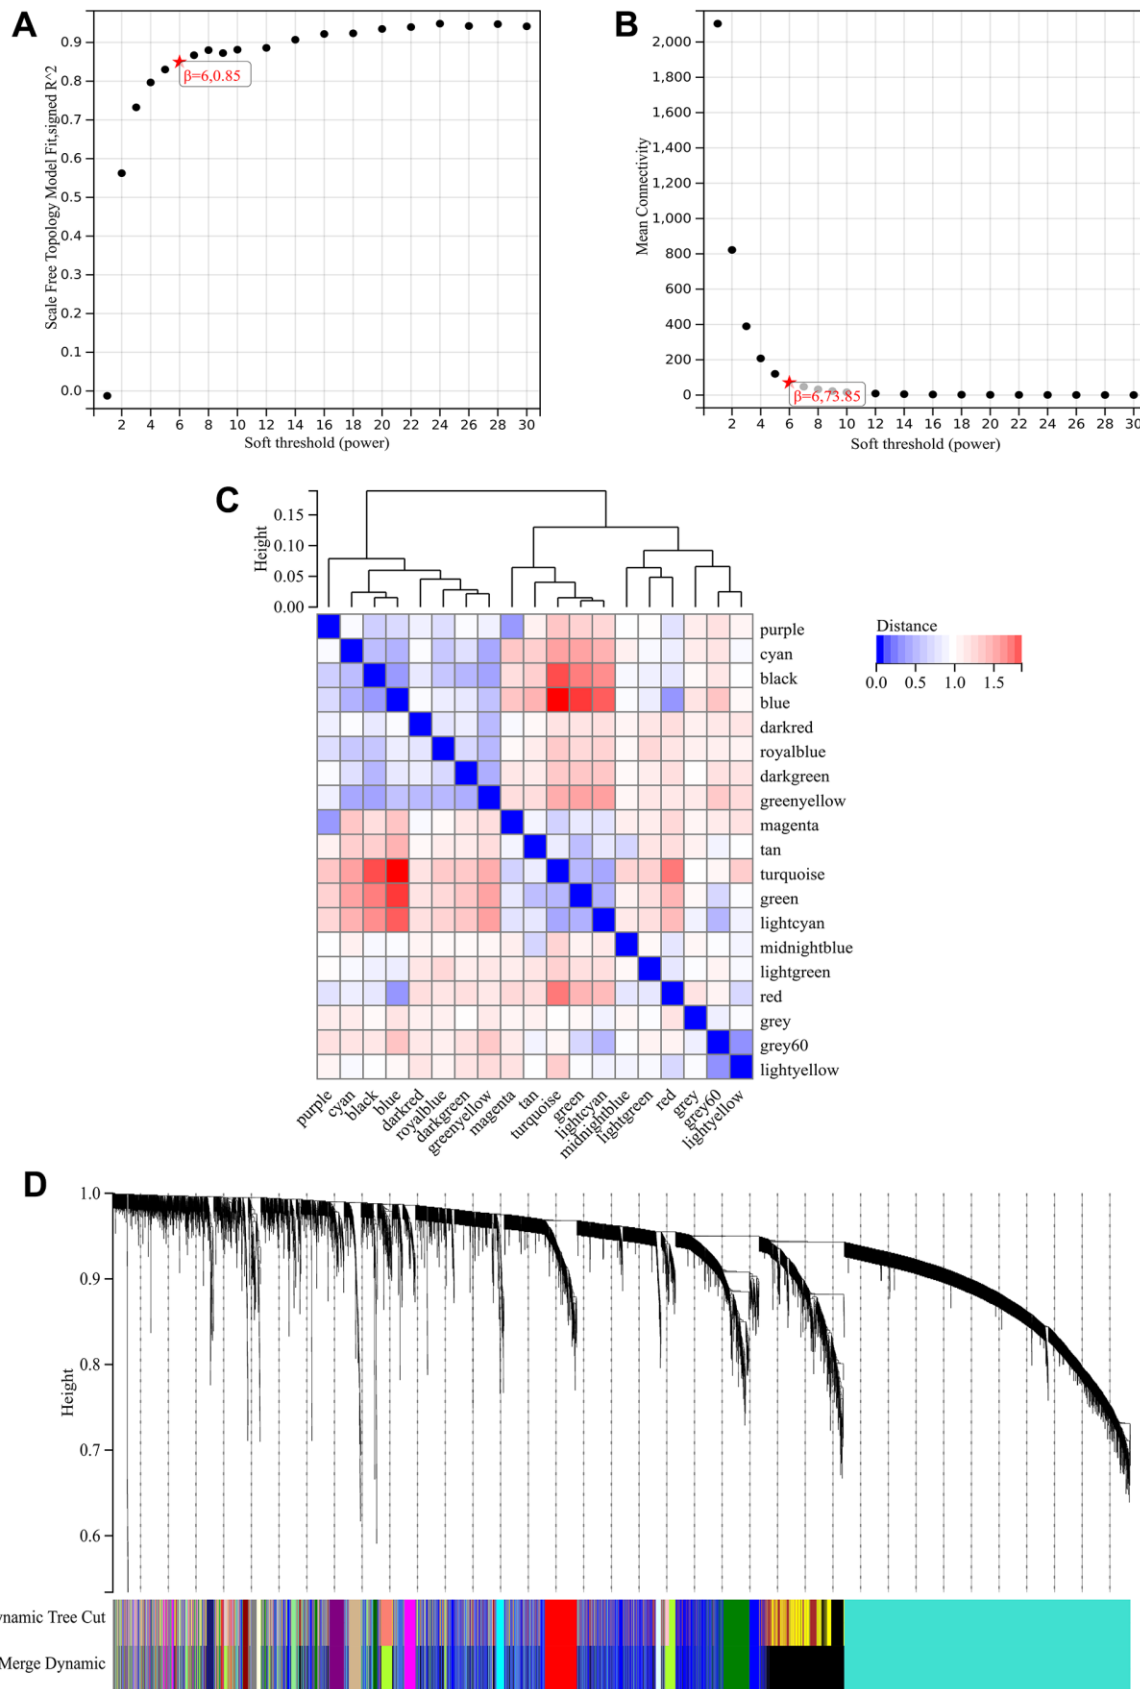 A
Scale Free Topology Model Fit,signed R^2
0.9
0.8
0.7
0.6
0.5
0.4
0.3
0.2
0.1
0.0
β=6,0.85
2 4 6 8 10 12 14 16 18 20 22 24 26 28 30
Soft threshold (power)
B
Mean Connectivity
2,000
1,800
1,600
1,400
1,200
1,000
800
600
400
200
0
β=6,73.85
2 4 6 8 10 12 14 16 18 20 22 24 26 28 30
Soft threshold (power)
C
Height
0.15
0.10
0.05
0.00
Distance
0.0 0.5 1.0 1.5
purple
cyan
black
blue
darkred
royalblue
darkgreen
greenyellow
magenta
tan
turquoise
green
lightcyan
midnightblue
lightgreen
red
grey
grey60
lightyellow
purple
cyan
black
blue
darkred
royalblue
darkgreen
greenyellow
magenta
tan
turquoise
green
lightcyan
midnightblue
lightgreen
red
grey
grey60
lightyellow
D
Height
1.0
0.9
0.8
0.7
0.6
ynamic Tree Cut
Merge Dynamic